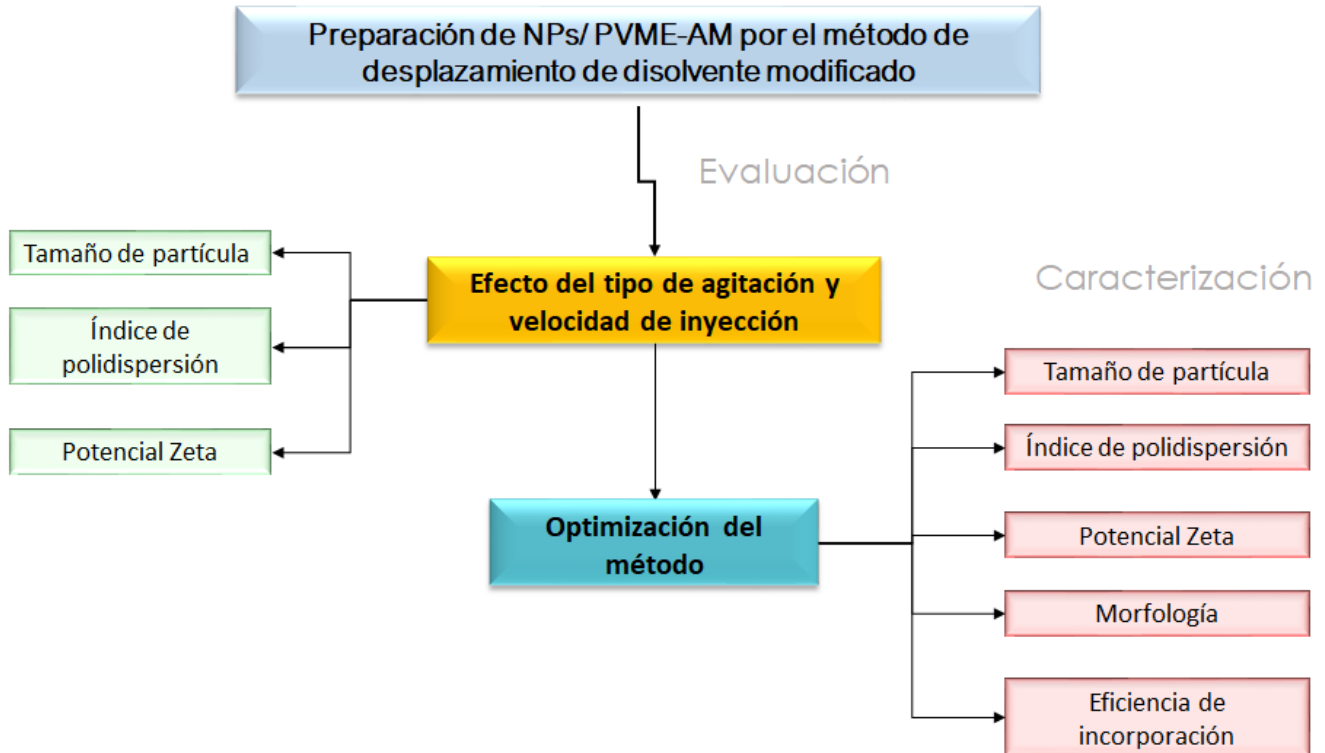 Preparación de NPs/ PVME-AM por el método de
desplazamiento de disolvente modificado
Evaluación
Tamaño de partícula
Índice de
polidispersión
Potencial Zeta
Efecto del tipo de agitación y
velocidad de inyección
Optimización del
método
Caracterización
Tamaño de partícula
Índice de polidispersión
Potencial Zeta
Morfología
Eficiencia de
incorporación